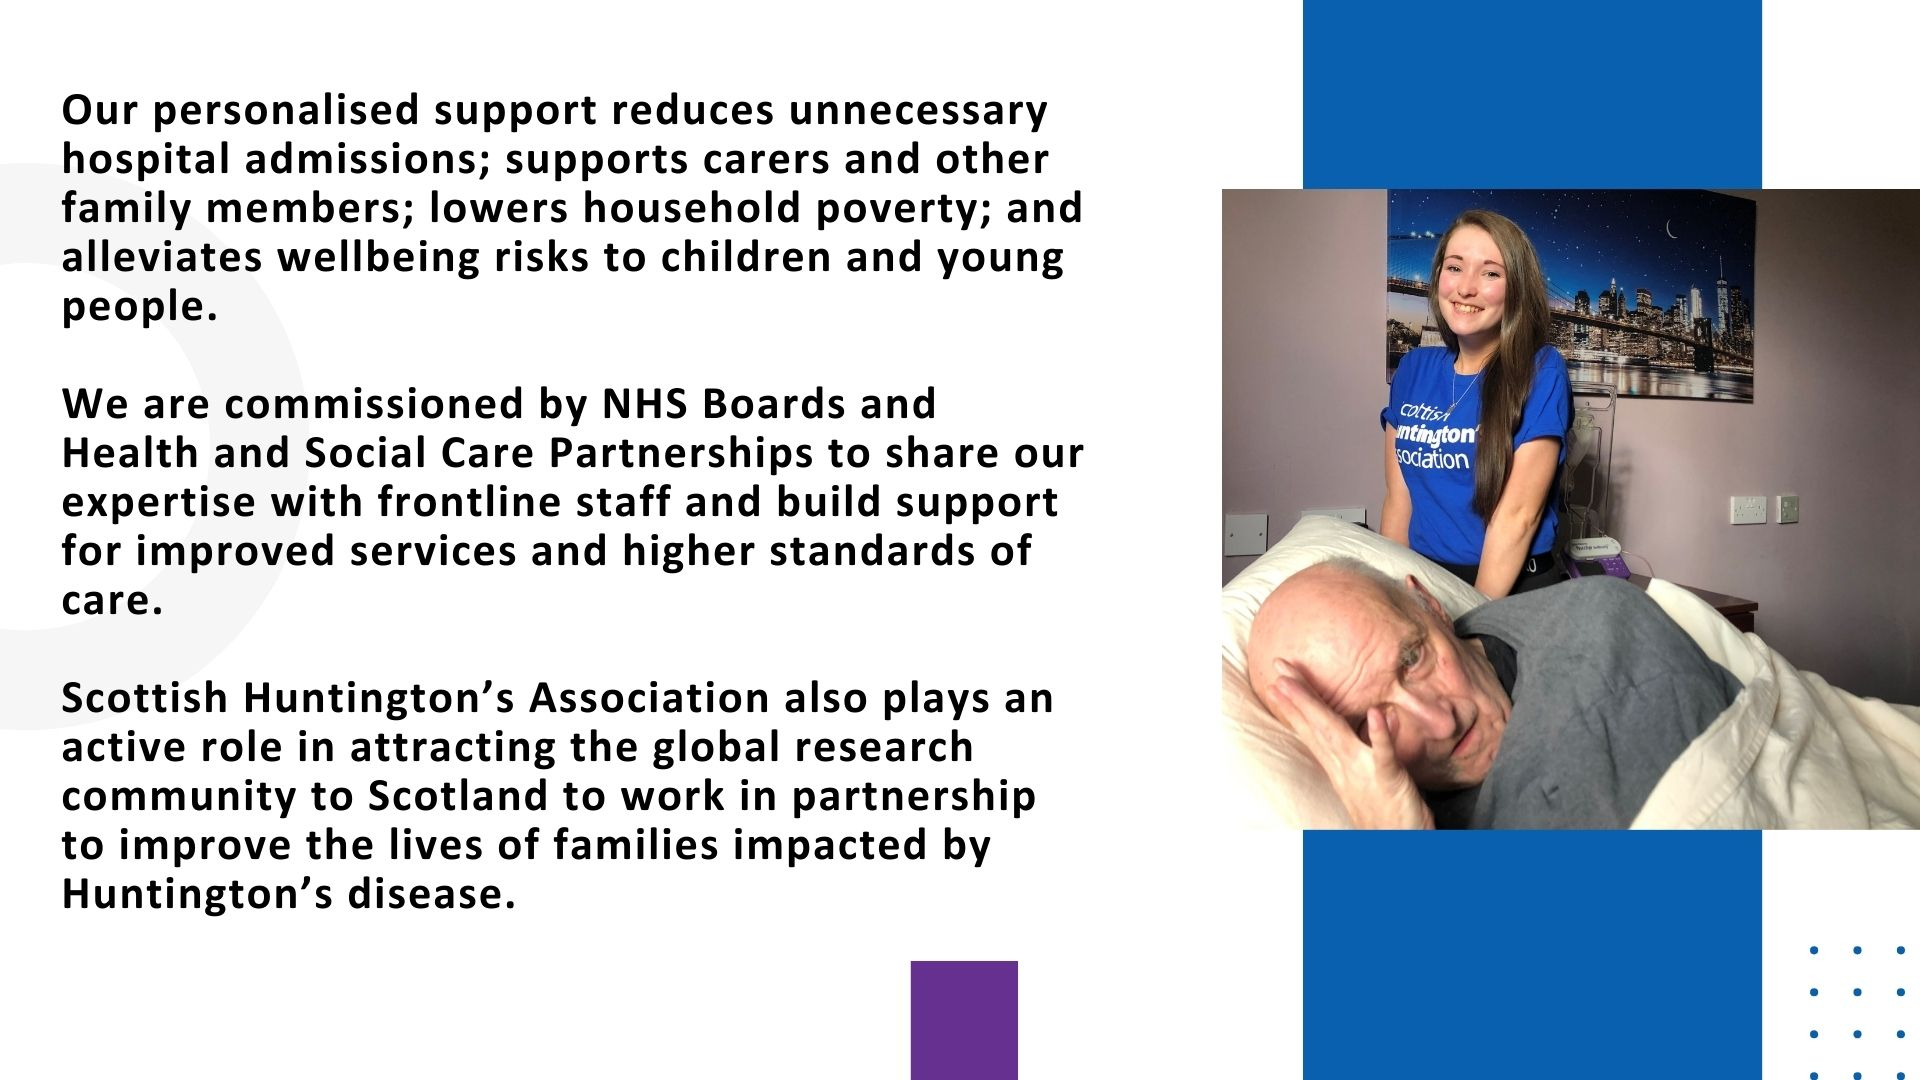 Our personalised support reduces unnecessary
hospital admissions; supports carers and other
family members; lowers household poverty; and
alleviates wellbeing risks to children and young
people.
We are commissioned by NHS Boards and
Health and Social Care Partnerships to share our
expertise with frontline staff and build support
for improved services and higher standards of
care.
Scottish Huntington’s Association also plays an
active role in attracting the global research
community to Scotland to work in partnership
to improve the lives of families impacted by
Huntington’s disease.
cottish
ntington'
sociation